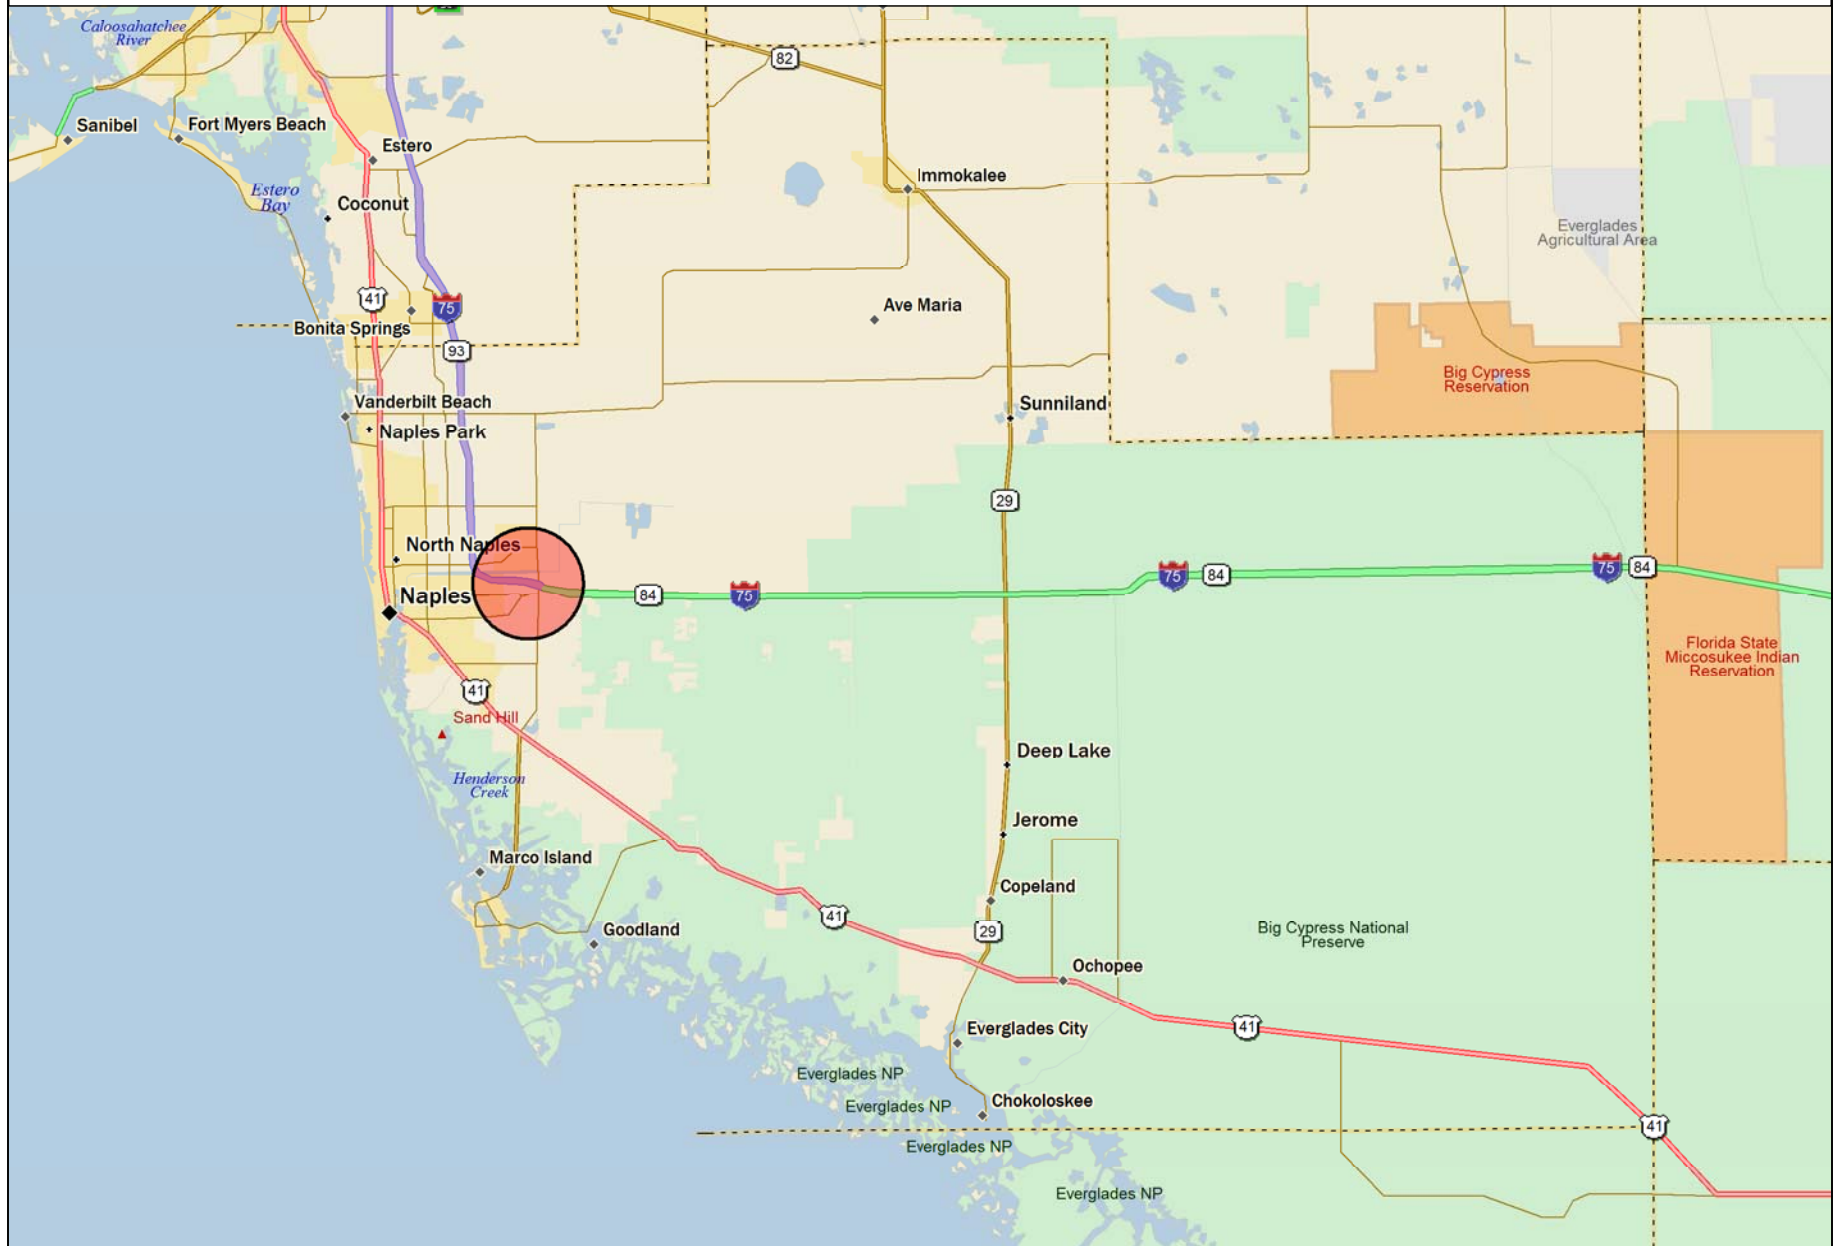 Caloosahatchee
River
82
Sanibel
Fort Myers Beach
Estero
Immokalee
Estero
Bay
Coconut
Everglades
Agricultural Area
41
75
Ave Maria
Bonita Springs
93
Big Cypress
Reservation
Vanderbilt Beach
Sunniland
Naples Park
29
North Naples
Naples
84
75
75
84
75
84
Florida State
Miccosukee Indian
Reservation
41
Sand Hill
Deep Lake
Henderson
Creek
Jerome
Marco Island
Copeland
41
29
Goodland
Big Cypress National
Preserve
Ochopee
Everglades City
41
Everglades NP
Everglades NP
Chokoloskee
41
Everglades NP
Everglades NP